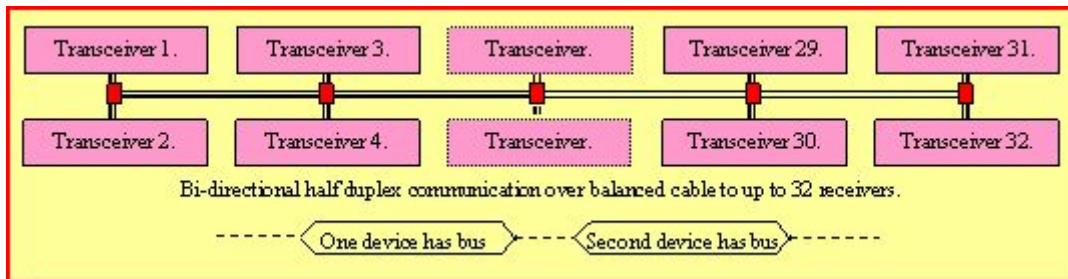 Transceiver 1. Transceiver 3. Transceiver. Transceiver 29. Transceiver 31.
Transceiver 2. Transceiver 4. Transceiver. Transceiver 30. Transceiver 32.
Bi-directional half duplex communication over balanced cable to up to 32 receivers.
One device has bus Second device has bus